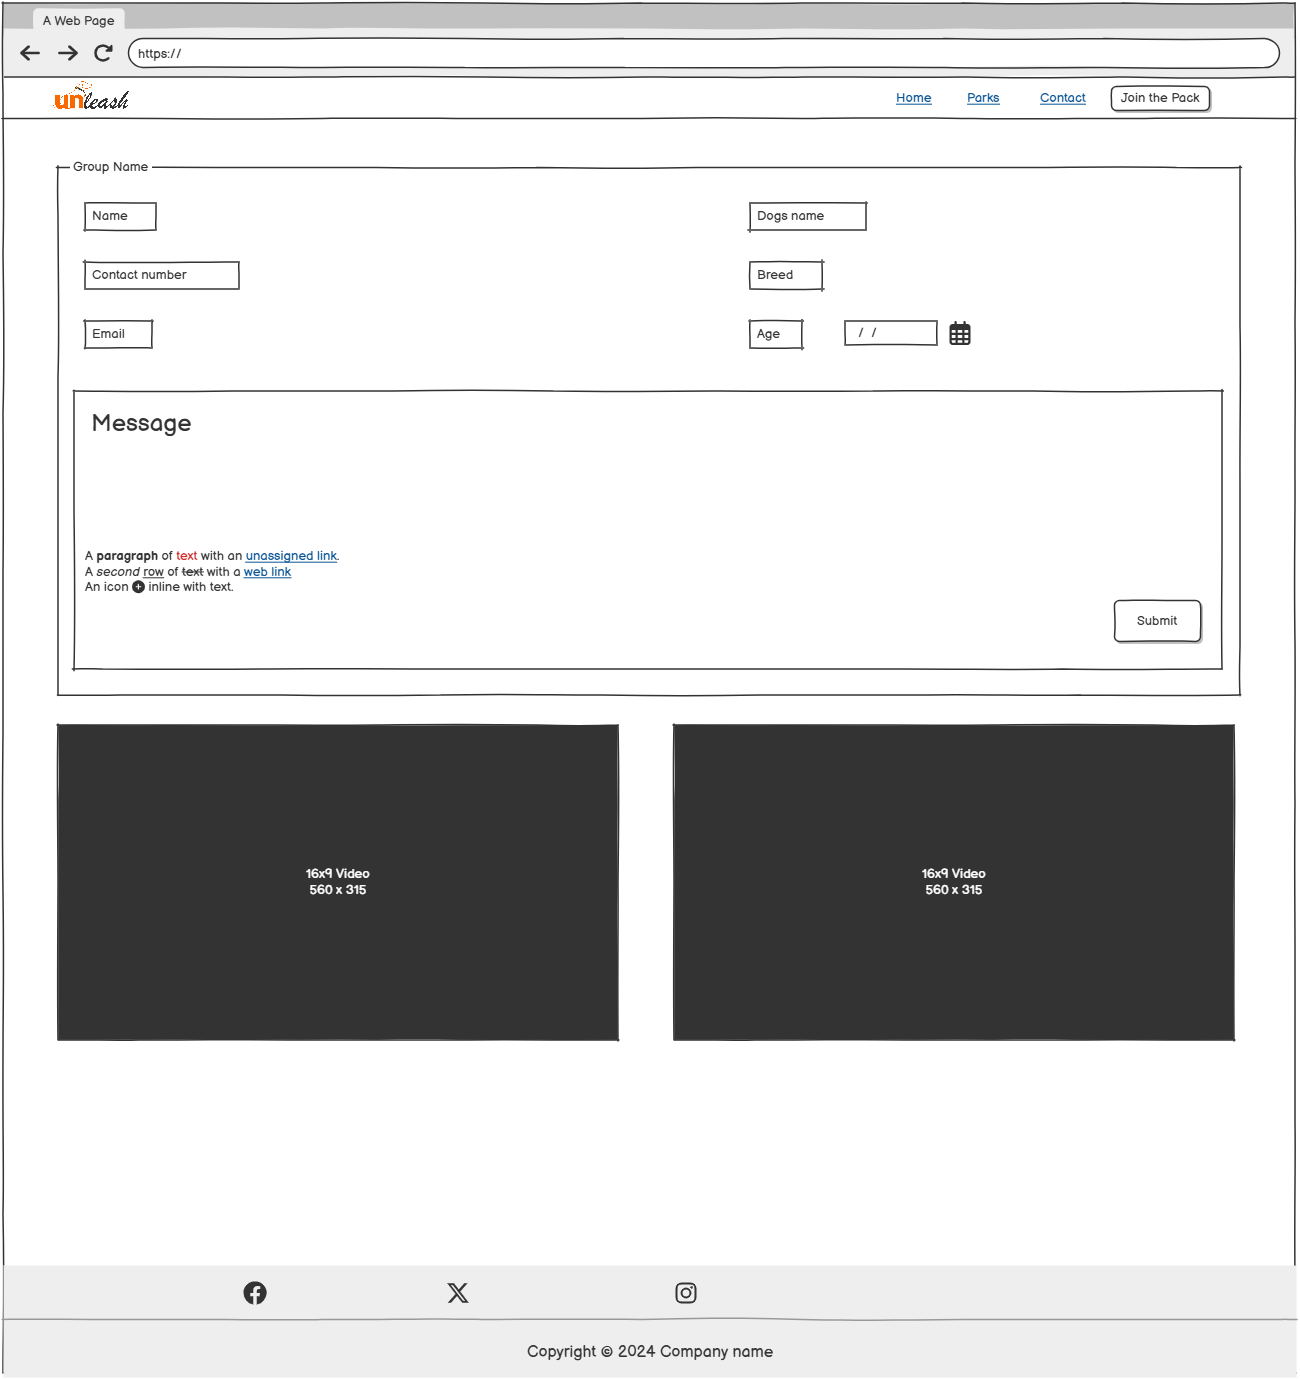 A Web Page
https://
unleash
Home Parks Contact Join the Pack
Group Name
Name Dogs name
Contact number Breed
Email Age / /
Message
A paragraph of text with an unassigned link.
A second row of text with a web link
An icon inline with text.
Submit
16x9 Video
560 x 315
16x9 Video
560 x 315
Copyright © 2024 Company name